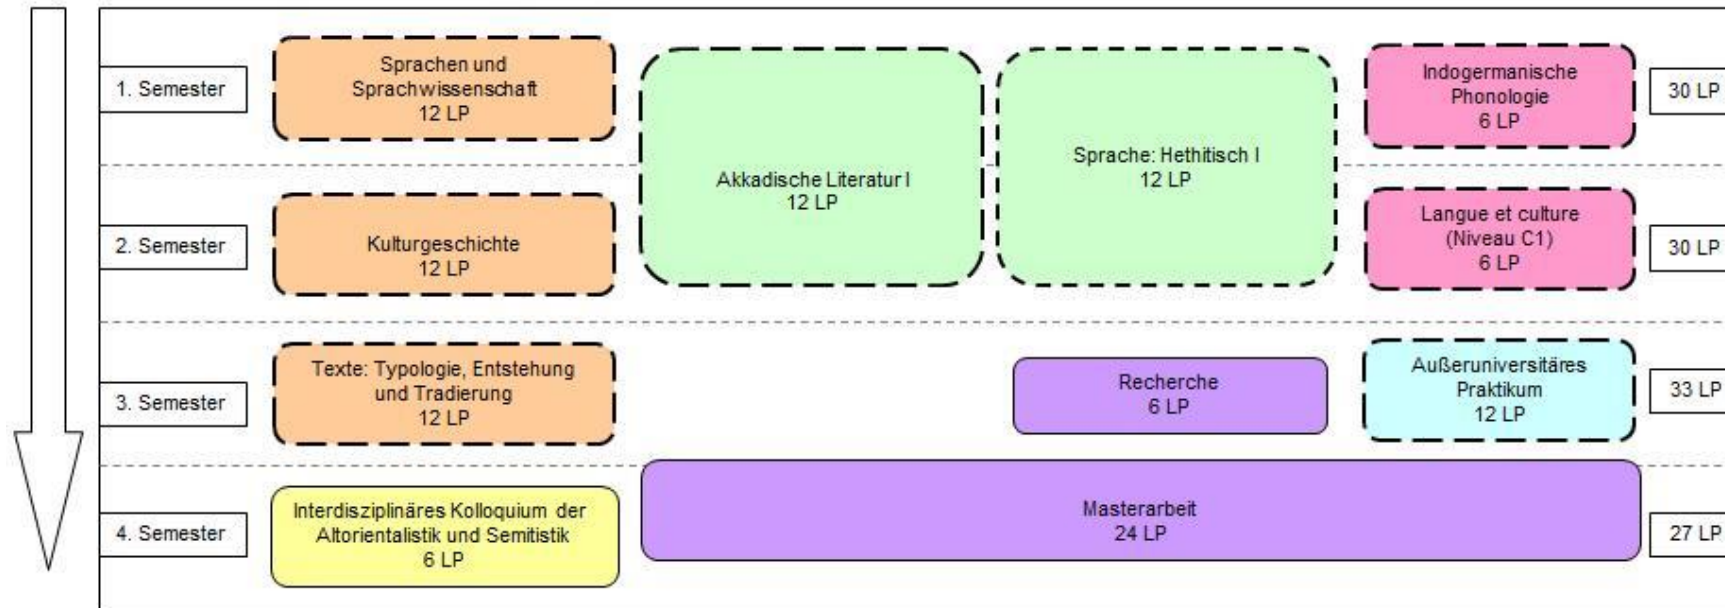 1. Semester
Sprachen und
Sprachwissenschaft
12 LP
Akkadische Literatur I
12 LP
Sprache: Hethitisch I
12 LP
Indogermanische
Phonologie
6 LP
30 LP
2. Semester
Kulturgeschichte
12 LP
Langue et culture
(Niveau C1)
6 LP
30 LP
3. Semester
Texte: Typologie, Entstehung
und Tradierung
12 LP
Recherche
6 LP
Außeruniversitäres
Praktikum
12 LP
33 LP
4. Semester
Interdisziplinäres Kolloquium der
Altorientalistik und Semitistik
6 LP
Masterarbeit
24 LP
27 LP